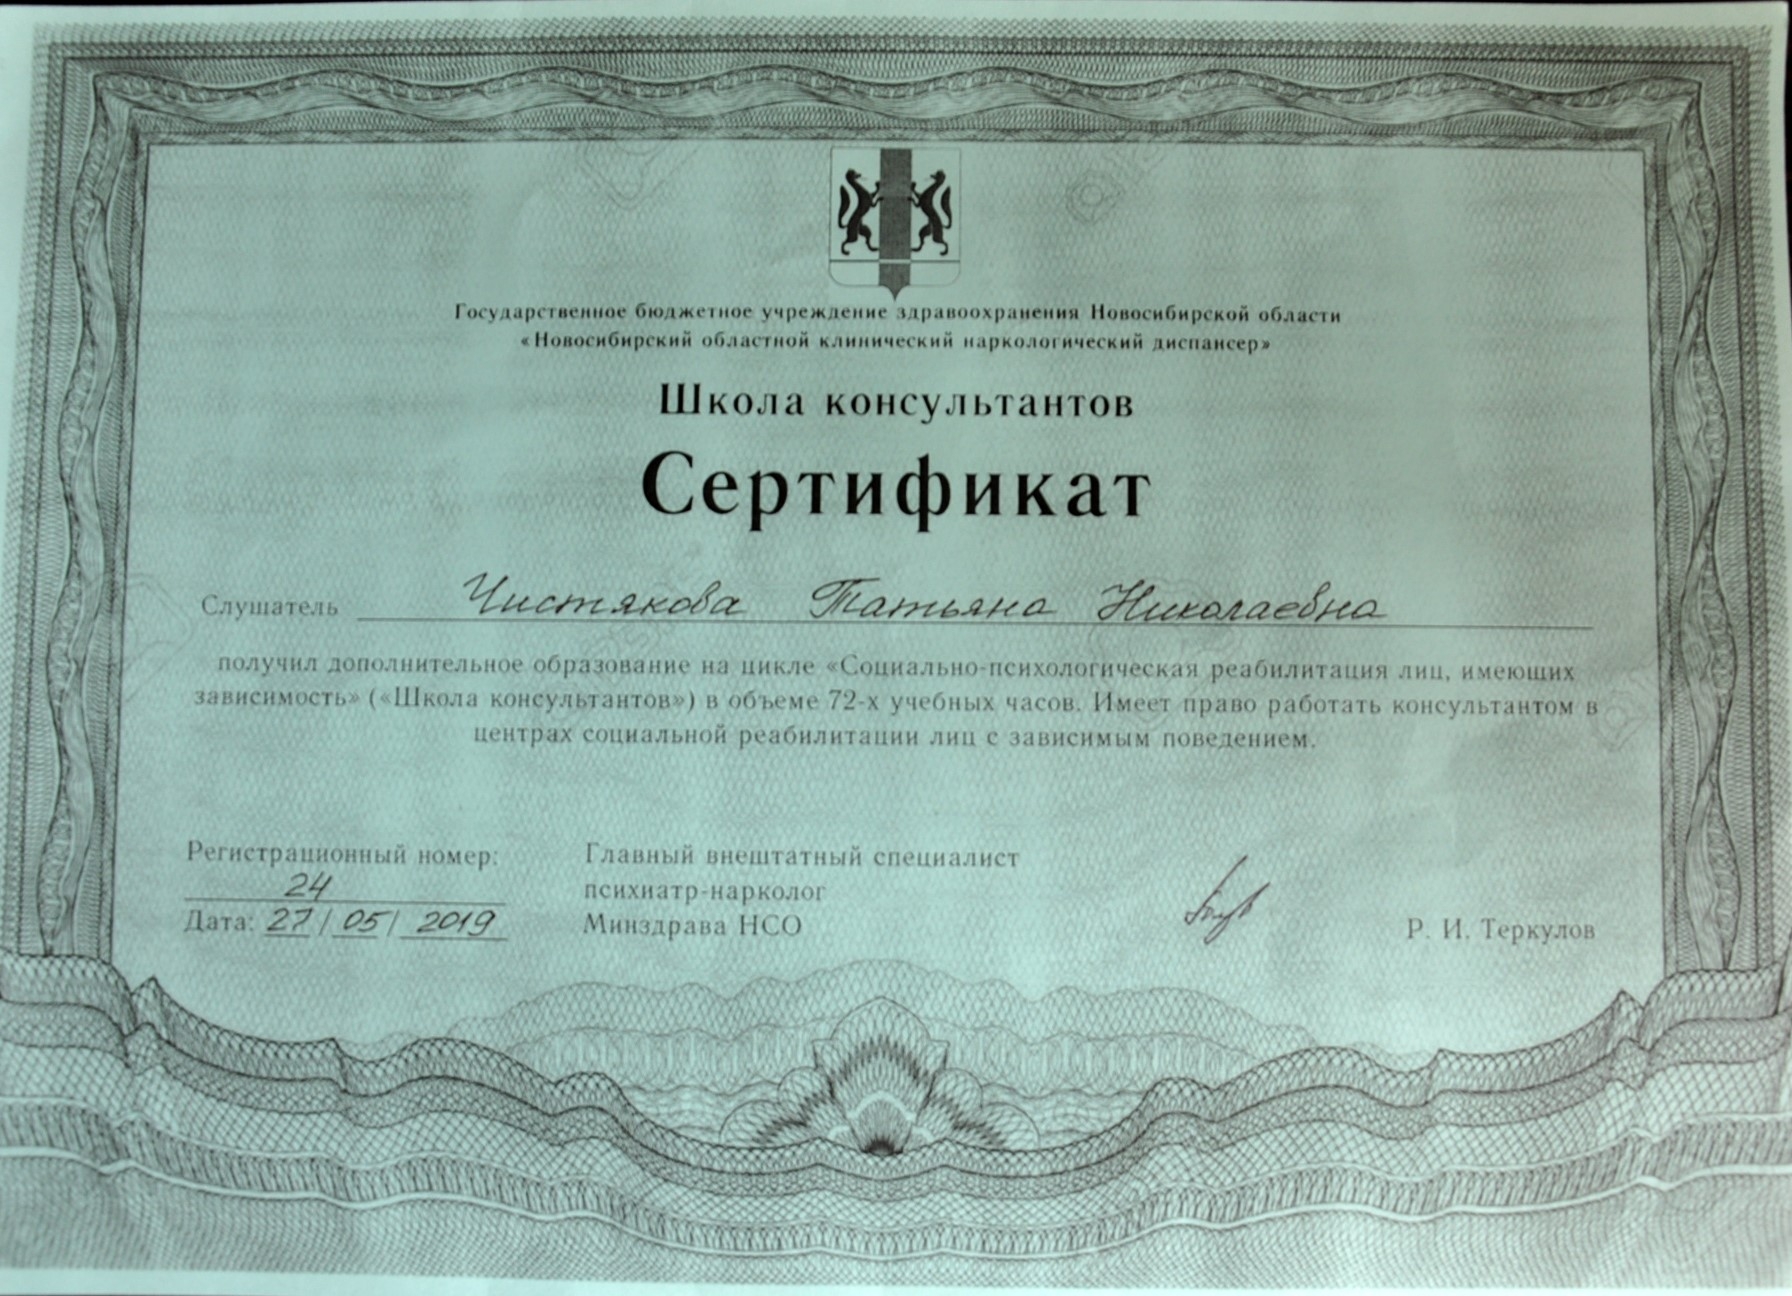 Государственное бюджетное учреждение здравоохранения Новосибирской области
«Новосибирский областной клинический наркологический диспансер»
Школа консультантов
Сертификат
Слушатель Чистякова Татьяна Николаевна
получил дополнительное образование на цикле «Социально-психологическая реабилитация лиц, имеющих
зависимость» («Школа консультантов») в объеме 72-х учебных часов. Имеет право работать консультантом в
центрах социальной реабилитации лиц с зависимым поведением.
Регистрационный номер:
24
Дата: 27/05/2019
Главный внештатный специалист
психиатр-нарколог
Минздрава НСО
Р. И. Теркулов